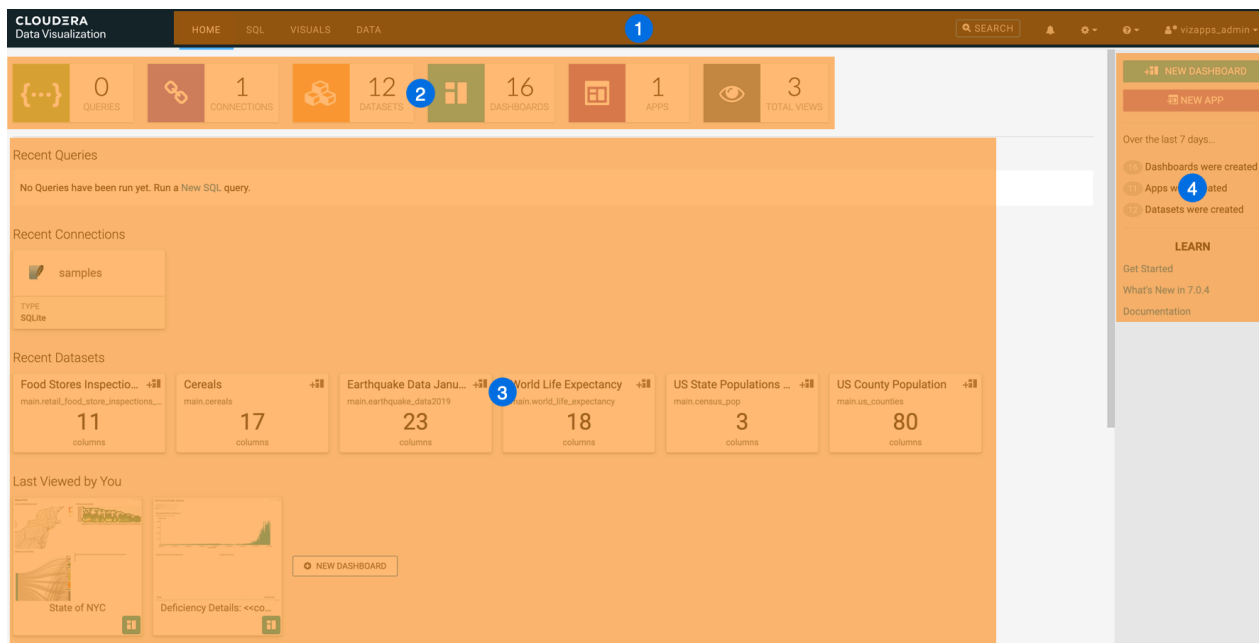 CLOUDERA
Data Visualization
HOME SQL VISUALS DATA
1
SEARCH
vizapps_admin
0
QUERIES
1
CONNECTIONS
12
DATASETS
2
16
DASHBOARDS
1
APPS
3
TOTAL VIEWS
NEW DASHBOARD
NEW APP
Over the last 7 days...
16 Dashboards were created
11 Apps w ated
4
12 Datasets were created
LEARN
Get Started
What's New in 7.0.4
Documentation
Recent Queries
No Queries have been run yet. Run a New SQL query.
Recent Connections
samples
TYPE
SQLite
Recent Datasets
Food Stores Inspectio...
main.retail_food_store_inspections_...
11
columns
Cereals
main.cereals
17
columns
Earthquake Data Janu...
main.earthquake_data2019
23
columns
3
World Life Expectancy
main.world_life_expectancy
18
columns
US State Populations ...
main.census_pop
3
columns
US County Population
main.us_counties
80
columns
Last Viewed by You
State of NYC
Deficiency Details: <<co...
NEW DASHBOARD